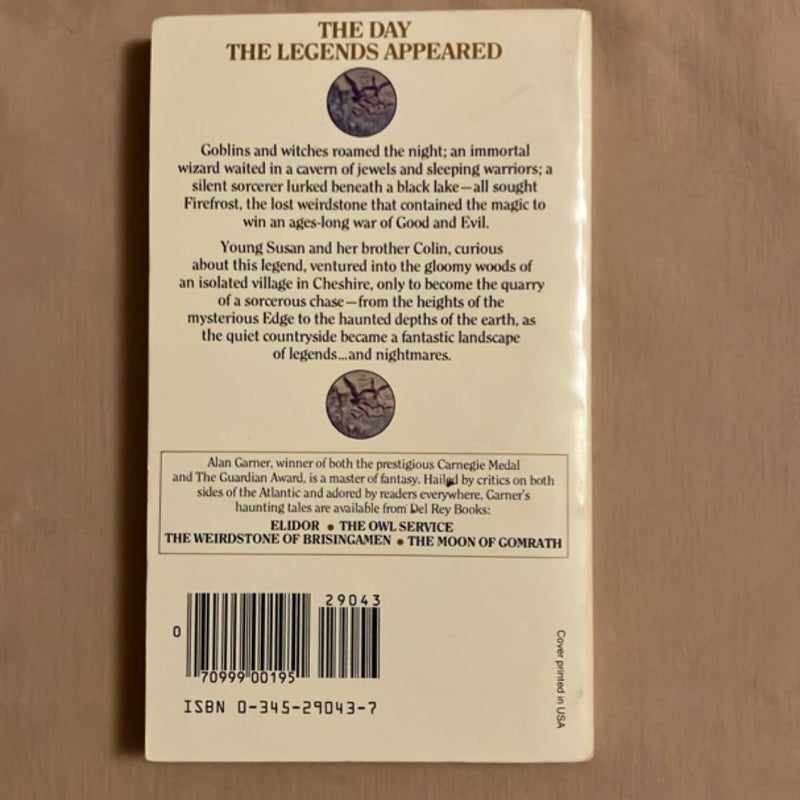 THE DAY
THE LEGENDS APPEARED
Goblins and witches roamed the night; an immortal
wizard waited in a cavern of jewels and sleeping warriors; a
silent sorcerer lurked beneath a black lake—all sought
Firefrost, the lost weirdstone that contained the magic to
win an ages-long war of Good and Evil.
Young Susan and her brother Colin, curious
about this legend, ventured into the gloomy woods of
an isolated village in Cheshire, only to become the quarry
of a sorcerous chase—from the heights of the
mysterious Edge to the haunted depths of the earth, as
the quiet countryside became a fantastic landscape
of legends...and nightmares.
Alan Garner, winner of both the prestigious Carnegie Medal
and The Guardian Award, is a master of fantasy. Hailed by critics on both
sides of the Atlantic and adored by readers everywhere, Garner's
haunting tales are available from Del Rey Books:
ELIDOR • THE OWL SERVICE
THE WEIRDSTONE OF BRISINGAMEN • THE MOON OF GOMRATH
29043
0
70999 00195
ISBN 0-345-29043-7
Cover printed in USA